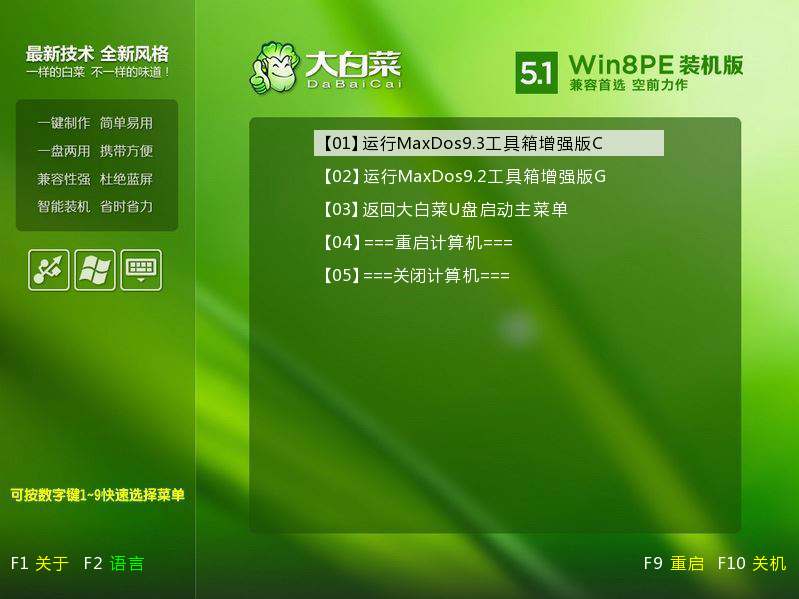 最新技术 全新风格
一样的白菜 不一样的味道！
一键制作 简单易用
一盘两用 携带方便
兼容性强 杜绝蓝屏
智能装机 省时省力
可按数字键1~9快速选择菜单
大白菜
DaBaiCai
5.1
Win8PE 装机版
兼容首选 空前力作
【01】运行MaxDos9.3工具箱增强版C
【02】运行MaxDos9.2工具箱增强版G
【03】返回大白菜U盘启动主菜单
【04】===重启计算机===
【05】===关闭计算机===
F1 关于 F2 语言
F9 重启 F10 关机